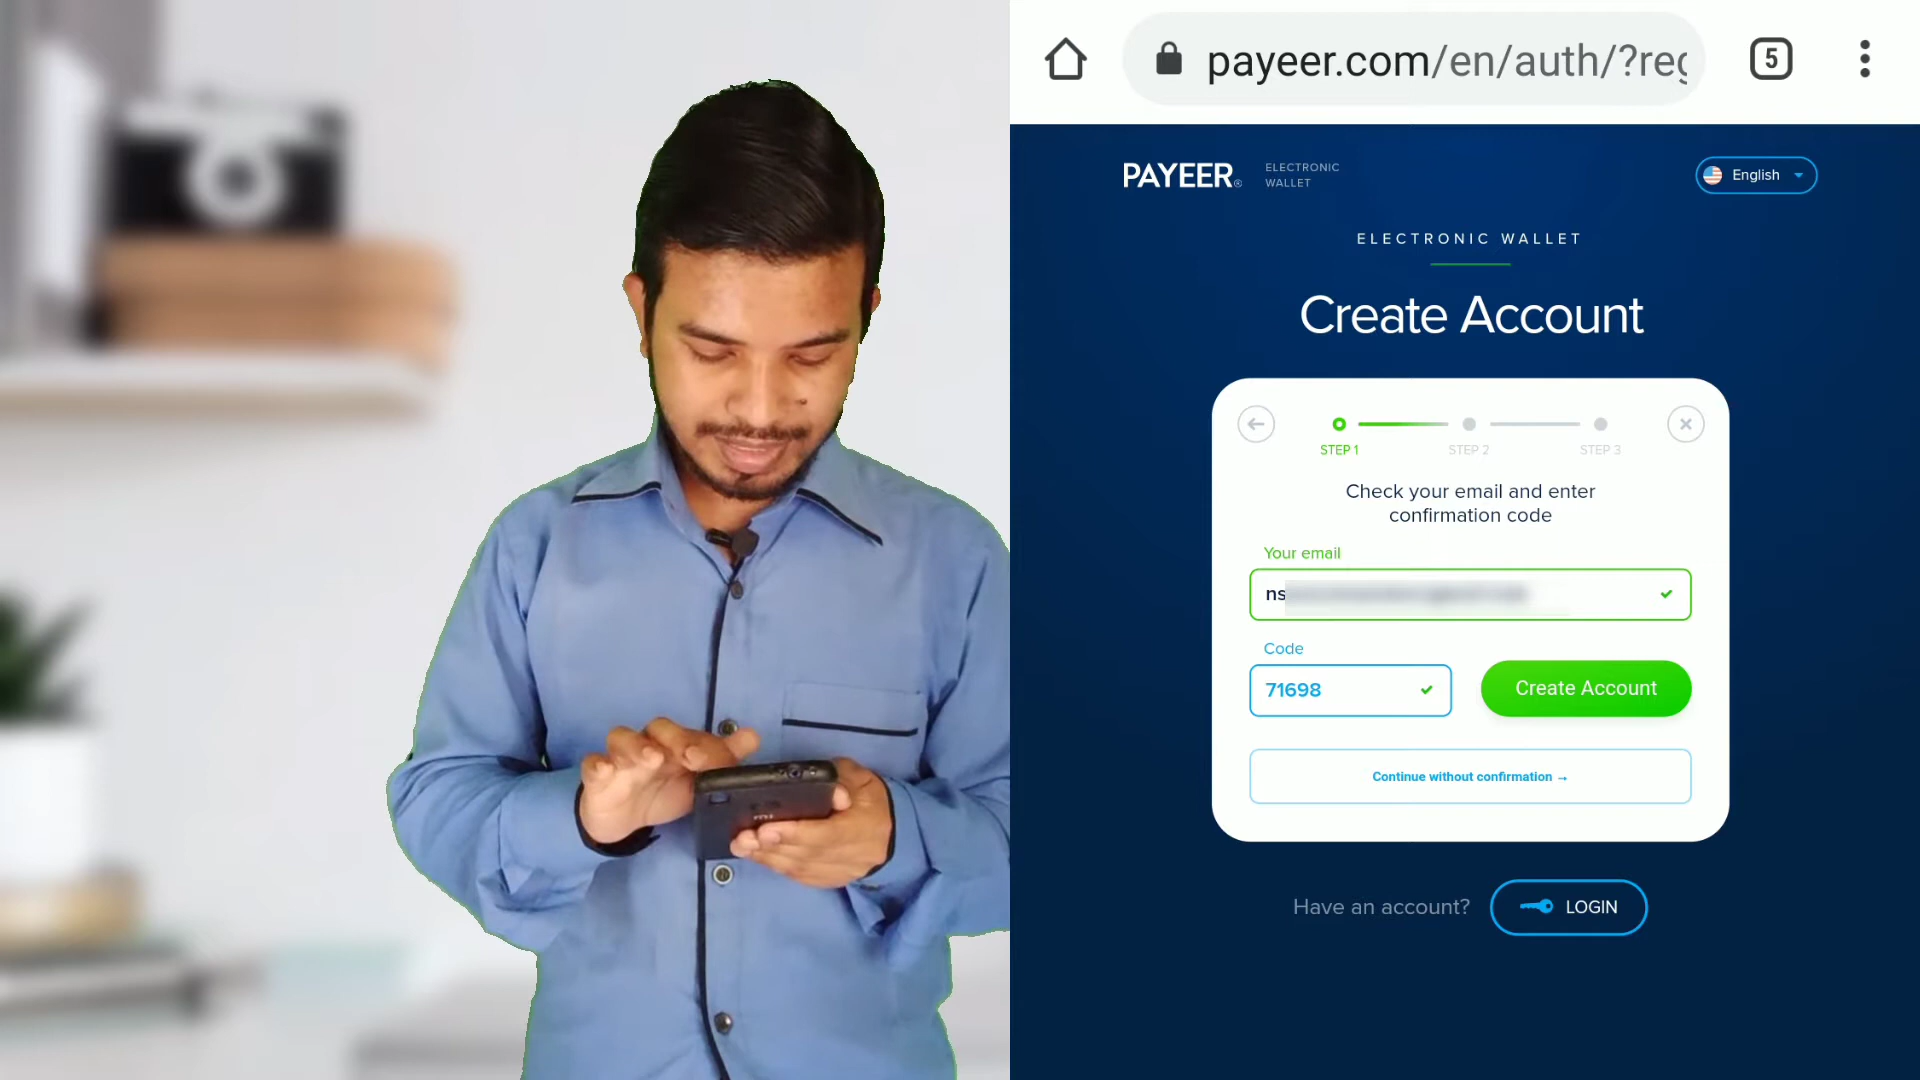 payeer.com/en/auth/?reg
5
PAYEER®
ELECTRONIC
WALLET
English
ELECTRONIC WALLET
Create Account
STEP 1
STEP 2
STEP 3
Check your email and enter
confirmation code
Your email
ns
Code
71698
Create Account
Continue without confirmation →
Have an account?
LOGIN
mi